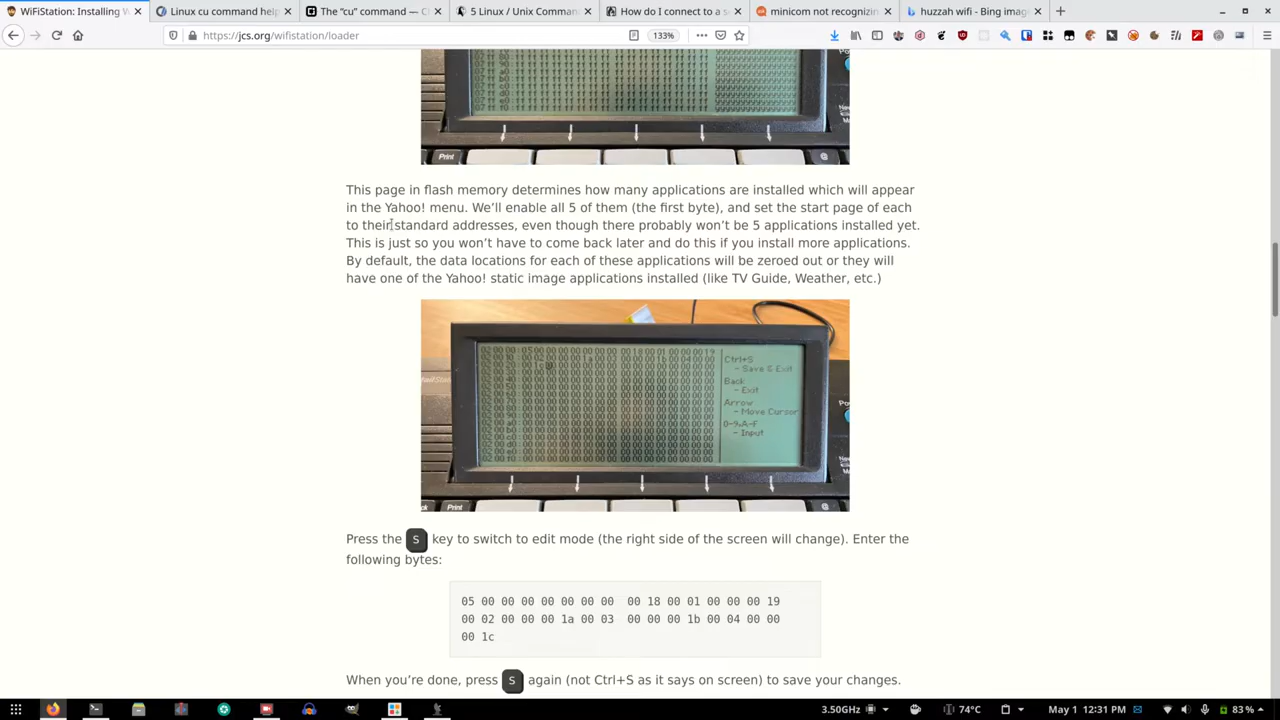 WiFiStation: Installing W
Linux cu command help
The "cu" command — C
5 Linux / Unix Comman
How do I connect to a s
minicom not recognizin
huzzah wifi - Bing imag
https://jcs.org/wifistation/loader
133%
Print
This page in flash memory determines how many applications are installed which will appear
in the Yahoo! menu. We'll enable all 5 of them (the first byte), and set the start page of each
to their standard addresses, even though there probably won't be 5 applications installed yet.
This is just so you won't have to come back later and do this if you install more applications.
By default, the data locations for each of these applications will be zeroed out or they will
have one of the Yahoo! static image applications installed (like TV Guide, Weather, etc.)
Ctrl+S
- Save & Exit
Back
- Exit
Arrow
- Move Cursor
0-9,A-F
- Input
Print
Press the S key to switch to edit mode (the right side of the screen will change). Enter the
following bytes:
05 00 00 00 00 00 00 00 00 18 00 01 00 00 00 19
00 02 00 00 00 1a 00 03 00 00 00 1b 00 04 00 00
00 1c
When you're done, press S again (not Ctrl+S as it says on screen) to save your changes.
3.50GHz 74°C May 1 12:31 PM 83 %